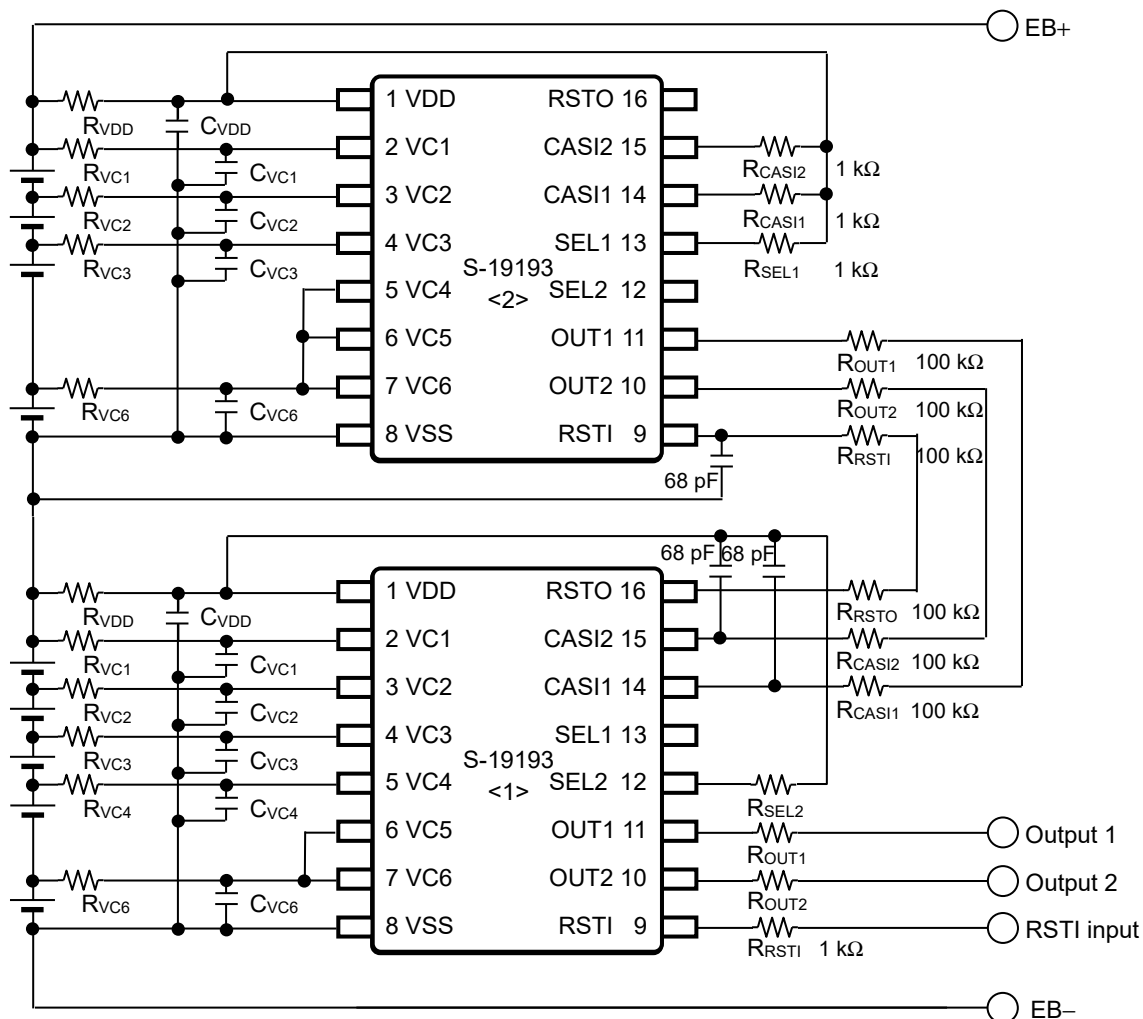 EB+
1 VDD RSTO 16
RVDD CVDD
2 VC1 CASI2 15
RVC1 CVC1 RCASI2 1 kΩ
3 VC2 CASI1 14
RVC2 CVC2 RCASI1 1 kΩ
4 VC3 SEL1 13
RVC3 CVC3 RSEL1 1 kΩ
S-19193
<2>
5 VC4 SEL2 12
6 VC5 OUT1 11
ROUT1 100 kΩ
7 VC6 OUT2 10
RVC6 CVC6 ROUT2 100 kΩ
8 VSS RSTI 9
RRSTI 100 kΩ
68 pF
68 pF 68 pF
1 VDD RSTO 16
RVDD CVDD RRSTO 100 kΩ
2 VC1 CASI2 15
RVC1 CVC1 RCASI2 100 kΩ
3 VC2 CASI1 14
RVC2 CVC2 RCASI1 100 kΩ
4 VC3 SEL1 13
RVC3 CVC3
S-19193
<1>
5 VC4 SEL2 12
RVC4 CVC4 RSEL2
6 VC5 OUT1 11 Output 1
ROUT1
7 VC6 OUT2 10 Output 2
RVC6 CVC6 ROUT2
8 VSS RSTI 9 RSTI input
RRSTI 1 kΩ
EB−